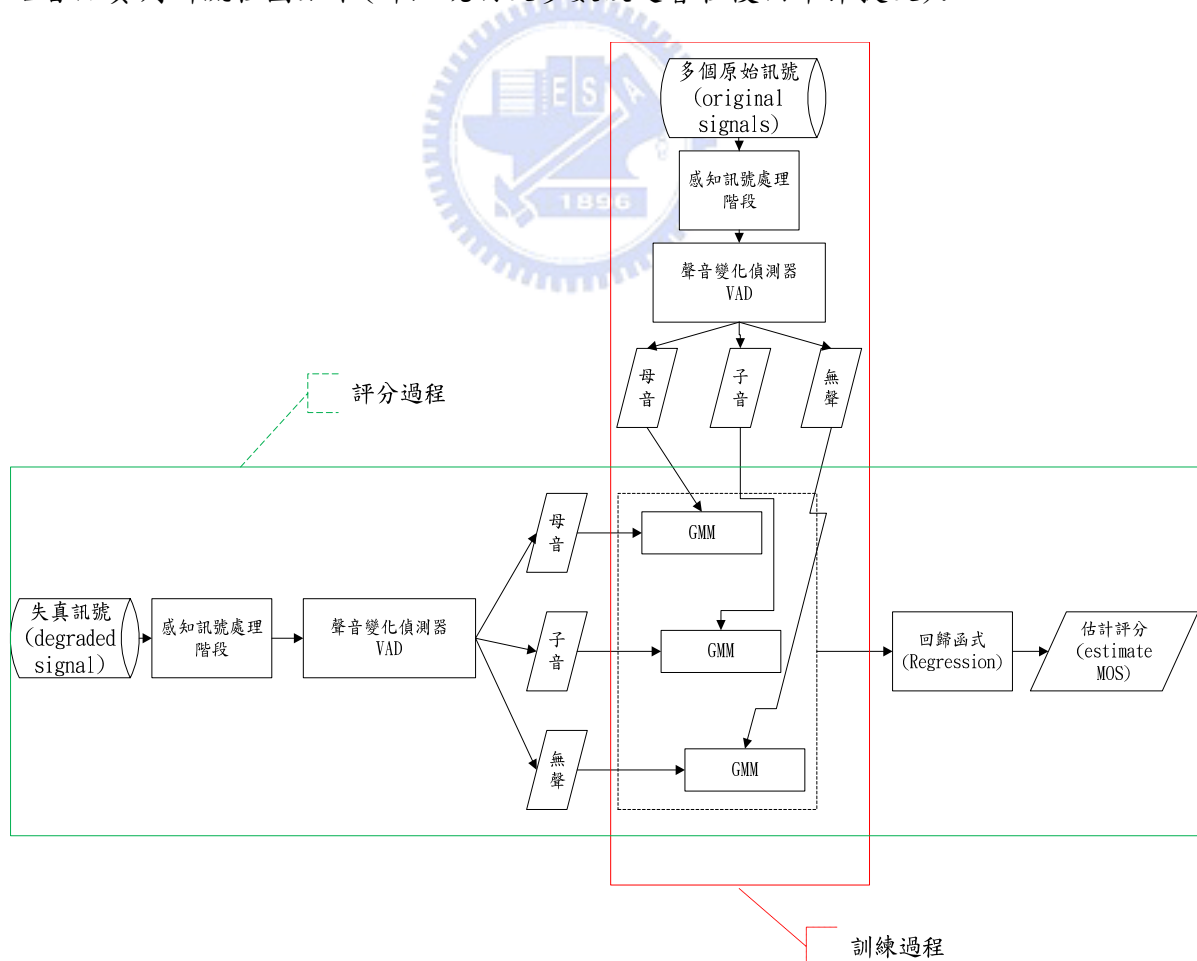 多個原始訊號
(original
signals)
感知訊號處理
階段
1896
聲音變化偵測器
VAD
母
音
子
音
無
聲
評分過程
母
音
GMM
失真訊號
(degraded
signal)
感知訊號處理
階段
聲音變化偵測器
VAD
子
音
GMM
回歸函式
(Regression)
估計評分
(estimate
MOS)
無
聲
GMM
訓練過程